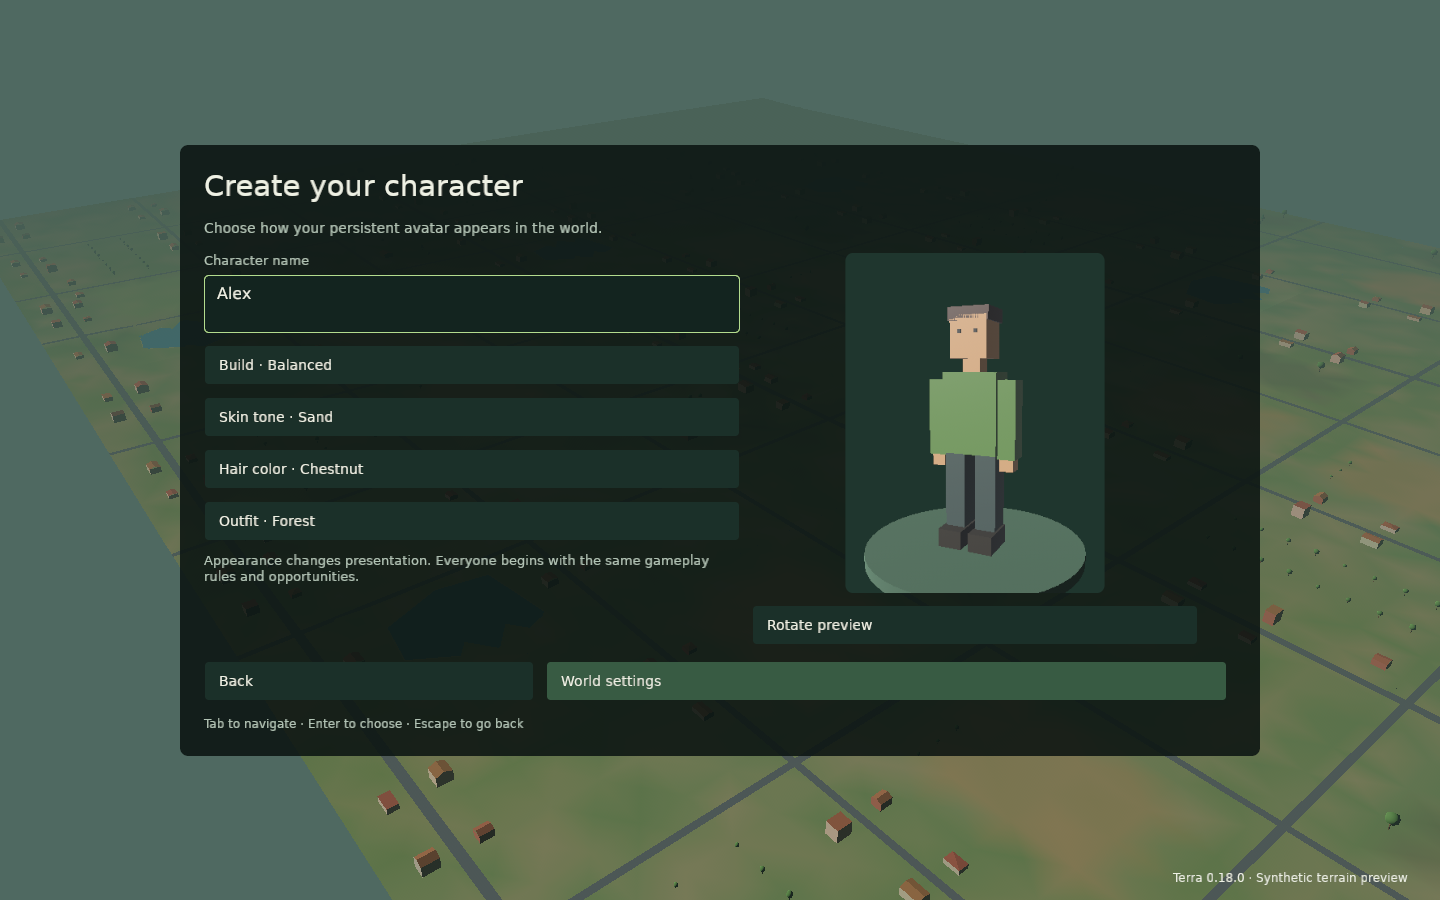 Create your character
Choose how your persistent avatar appears in the world.
Character name
Alex
Build · Balanced
Skin tone · Sand
Hair color · Chestnut
Outfit · Forest
Appearance changes presentation. Everyone begins with the same gameplay
rules and opportunities.
Rotate preview
Back
World settings
Tab to navigate · Enter to choose · Escape to go back
Terra 0.18.0 · Synthetic terrain preview